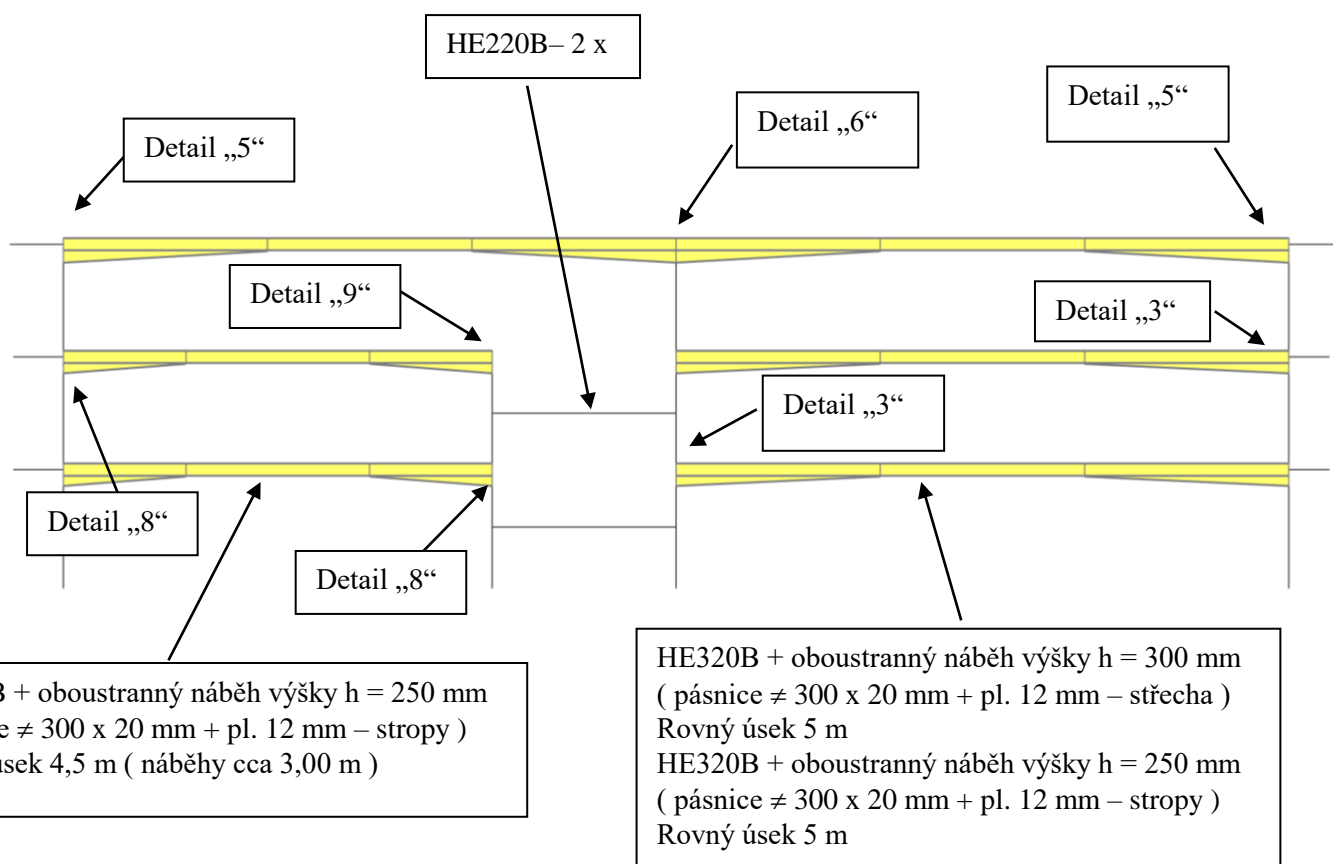 HE220B– 2 x
Detail „5“
Detail „6“
Detail „5“
Detail „9“
Detail „3“
Detail „3“
Detail „8“
Detail „8“
+ oboustranný náběh výšky h = 250 mm
≠ 300 x 20 mm + pl. 12 mm – stropy )
4,5 m ( náběhy cca 3,00 m )
HE320B + oboustranný náběh výšky h = 300 mm
( pásnice ≠ 300 x 20 mm + pl. 12 mm – střecha )
Rovný úsek 5 m
HE320B + oboustranný náběh výšky h = 250 mm
( pásnice ≠ 300 x 20 mm + pl. 12 mm – stropy )
Rovný úsek 5 m